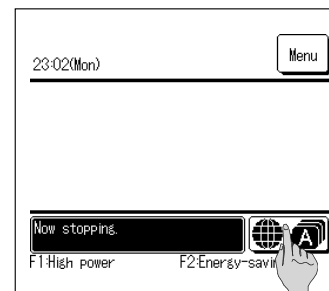 23:02(Mon)
Menu
Now stopping.
A
F1:High power
F2:Energy-savin